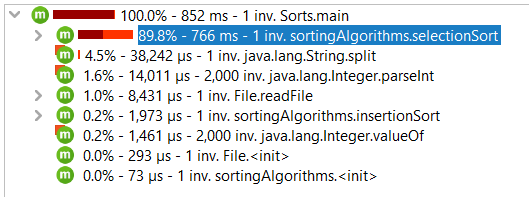 m 100.0% - 852 ms - 1 inv. Sorts.main
m 89.8% - 766 ms - 1 inv. sortingAlgorithms.selectionSort
m 4.5% - 38,242 µs - 1 inv. java.lang.String.split
m 1.6% - 14,011 µs - 2,000 inv. java.lang.Integer.parseInt
m 1.0% - 8,431 µs - 1 inv. File.readFile
m 0.2% - 1,973 µs - 1 inv. sortingAlgorithms.insertionSort
m 0.2% - 1,461 µs - 2,000 inv. java.lang.Integer.valueOf
m 0.0% - 293 µs - 1 inv. File.<init>
m 0.0% - 73 µs - 1 inv. sortingAlgorithms.<init>